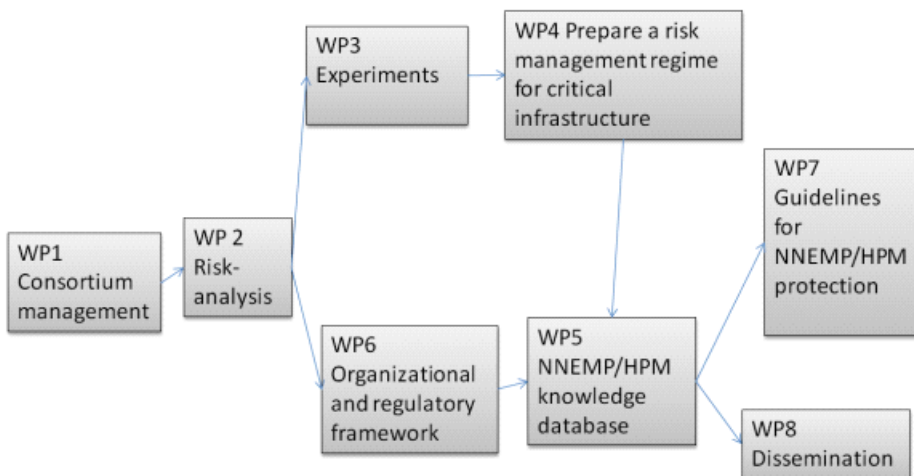 WP1
Consortium
management
WP 2
Risk-
analysis
WP3
Experiments
WP4 Prepare a risk
management regime
for critical
infrastructure
WP6
Organizational
and regulatory
framework
WP5
NNEMP/HPM
knowledge
database
WP7
Guidelines
for
NNEMP/HPM
protection
WP8
Dissemination